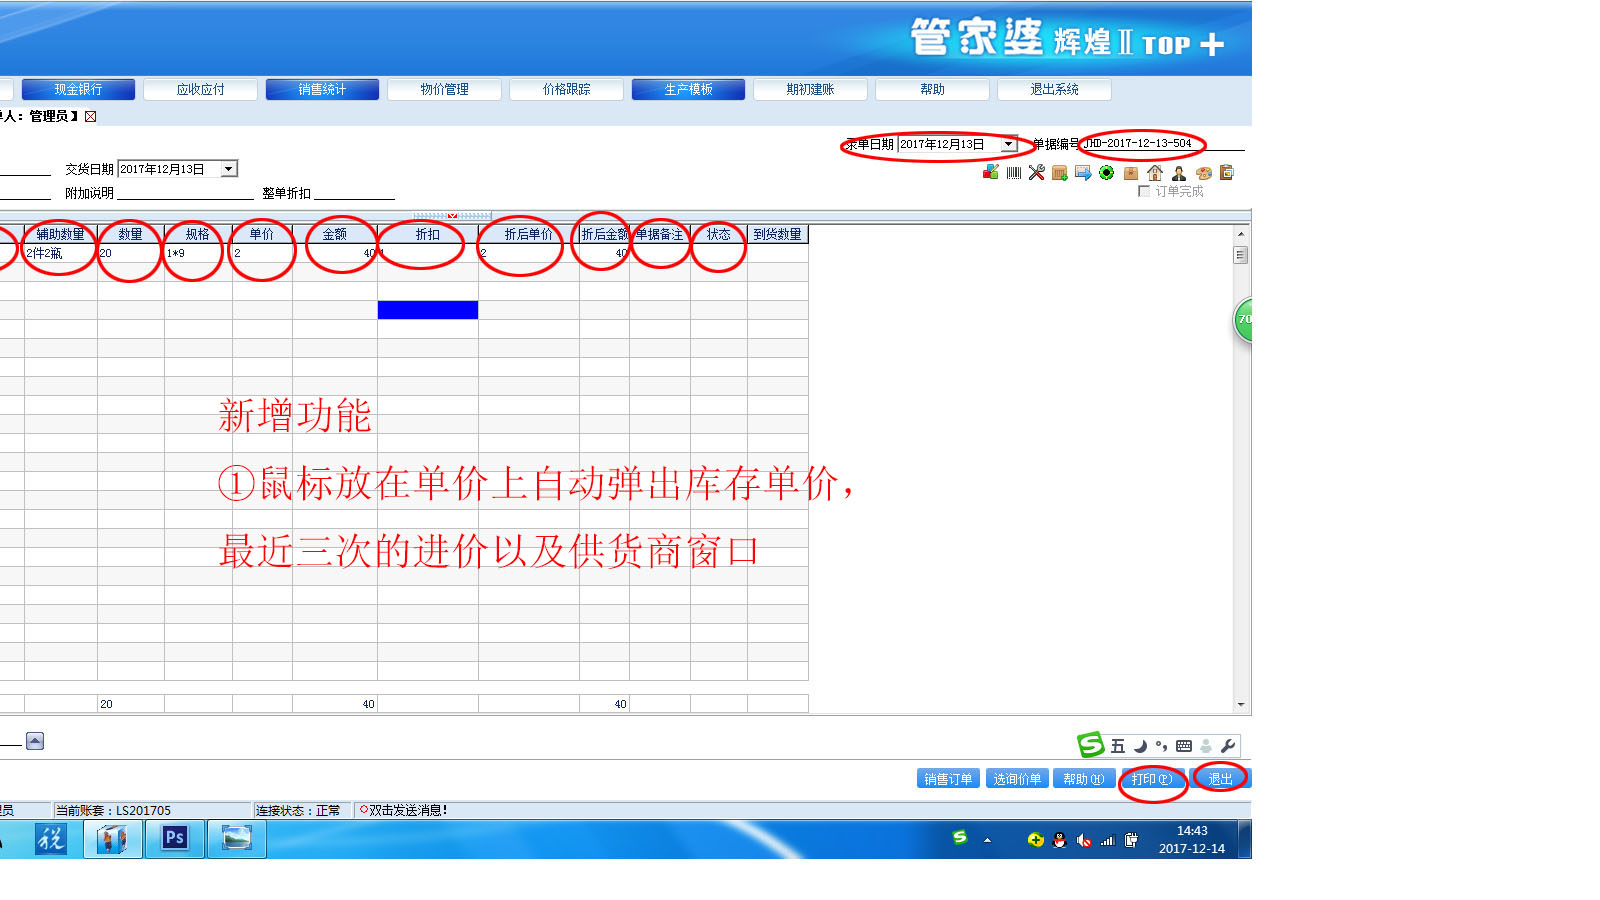 管家婆 辉煌Ⅱ TOP +
现金银行 应收应付 销售统计 物价管理 价格跟踪 生产模板 期初建账 帮助 退出系统
单人：管理员】
录单日期 2017年12月13日 单据编号 JHD-2017-12-13-504
交货日期 2017年12月13日
附加说明 整单折扣
订单完成
辅助数量 数量 规格 单价 金额 折扣 折后单价 折后金额 单据备注 状态 到货数量
2件2瓶 20 1*9 2 40 1 2 40
新增功能
①鼠标放在单价上自动弹出库存单价，
最近三次的进价以及供货商窗口
20 40 40
五
销售订单 选询价单 帮助(H) 打印(P) 退出
理员 当前账套：LS201705 连接状态：正常 双击发送消息！
税 Ps
70
14:43
2017-12-14